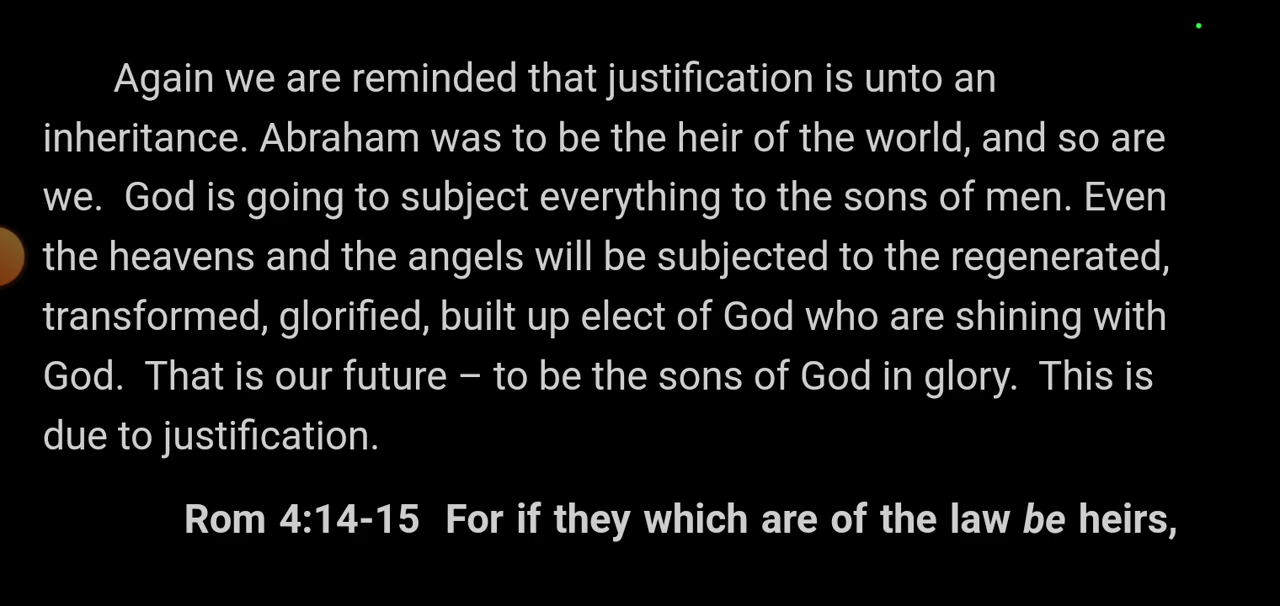 Again we are reminded that justification is unto an
inheritance. Abraham was to be the heir of the world, and so are
we.  God is going to subject everything to the sons of men. Even
the heavens and the angels will be subjected to the regenerated,
transformed, glorified, built up elect of God who are shining with
God.  That is our future – to be the sons of God in glory.  This is
due to justification.
Rom 4:14-15  For if they which are of the law be heirs,